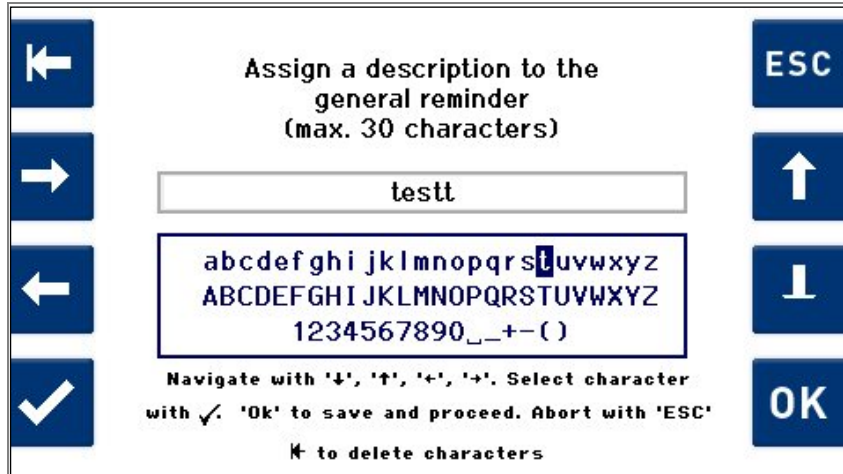 ESC
Assign a description to the
general reminder
(max. 30 characters)
testt
abcdefghijklmnopqrstuvwxyz
ABCDEFGHIJKLMNOPQRSTUVWXYZ
1234567890␣_+-()
Navigate with '↓', '↑', '←', '→'. Select character
with ✓. 'Ok' to save and proceed. Abort with 'ESC'
OK
to delete characters